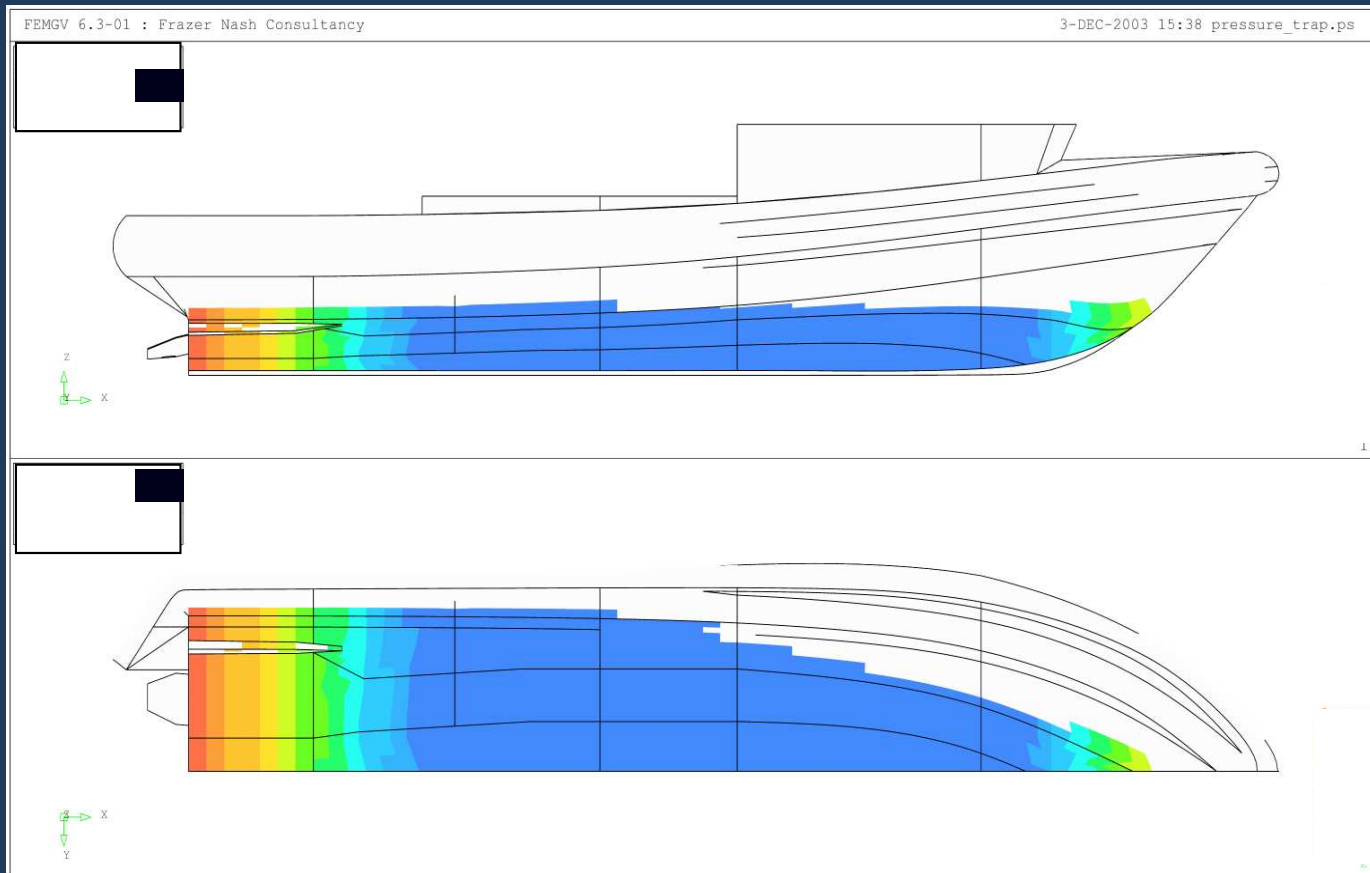 FEMGV 6.3-01 : Frazer Nash Consultancy
3-DEC-2003 15:38 pressure_trap.ps
Z
Y
X
1
Z
X
Y